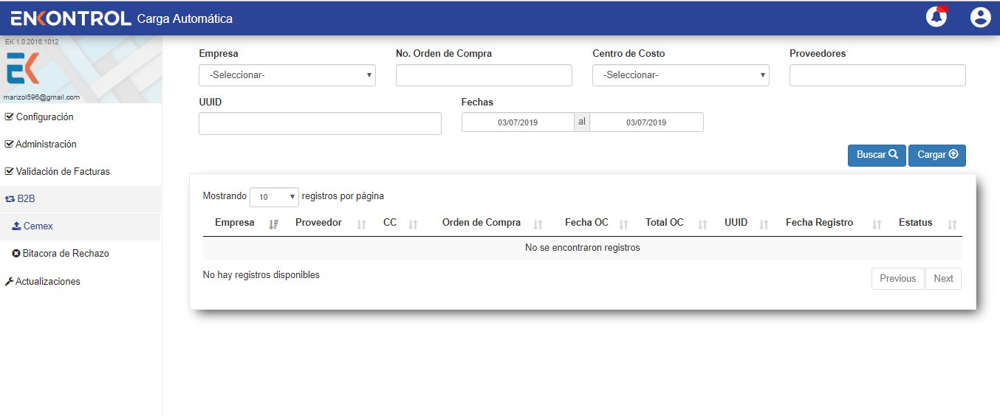 ENKONTROL Carga Automática
EK 1.0.2016.1012
EK
marizol596@gmail.com
Configuración
Administración
Validación de Facturas
B2B
Cemex
Bitacora de Rechazo
Actualizaciones
Empresa No. Orden de Compra Centro de Costo Proveedores
-Seleccionar- -Seleccionar-
UUID Fechas
03/07/2019 al 03/07/2019
Buscar Cargar
Mostrando 10 registros por página
Empresa Proveedor CC Orden de Compra Fecha OC Total OC UUID Fecha Registro Estatus
No se encontraron registros
No hay registros disponibles
Previous Next